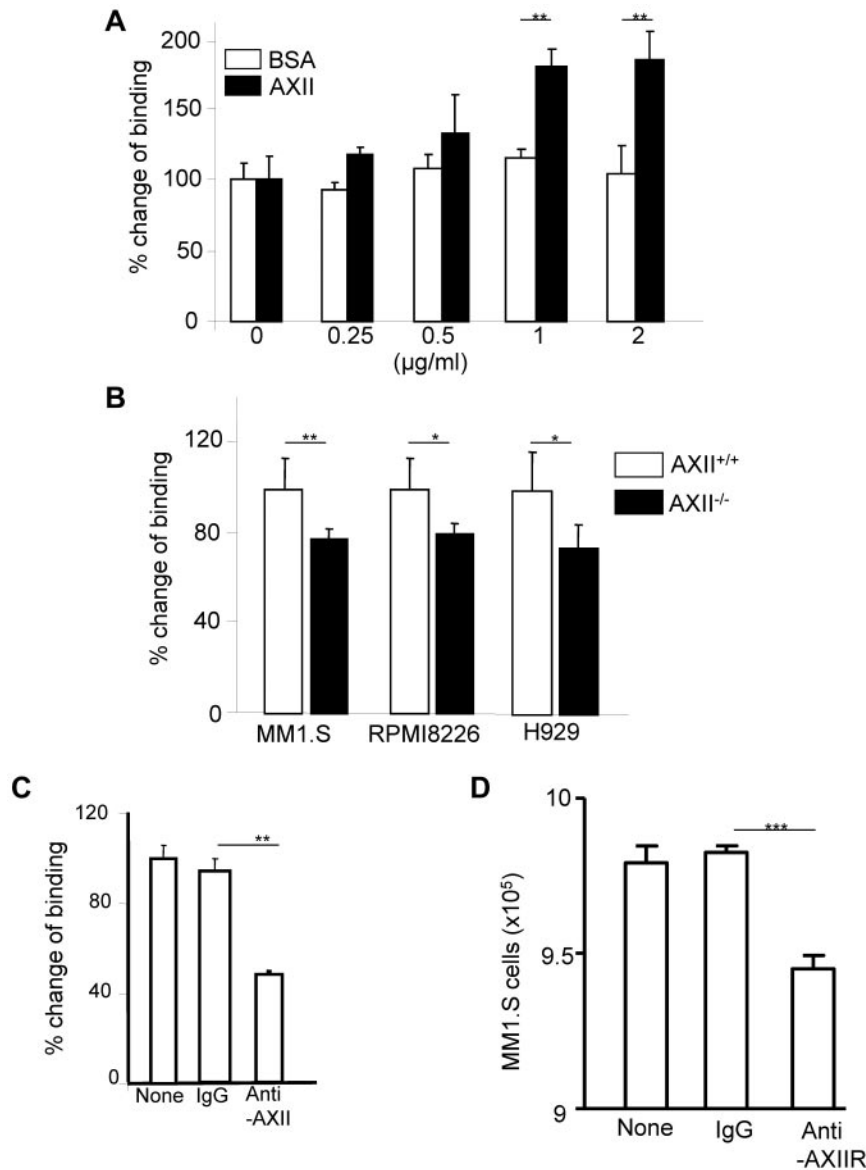 A
200
150
100
50
0
% change of binding
BSA
AXII
**
**
0 0.25 0.5 1 2
(µg/ml)
B
120
80
40
0
% change of binding
** * *
AXII+/+
AXII-/-
MM1.S RPMI8226 H929
C
120
80
40
0
% change of binding
**
None IgG Anti
-AXII
D
10
9.5
9
MM1.S cells (x10⁵)
***
None IgG Anti
-AXIIR